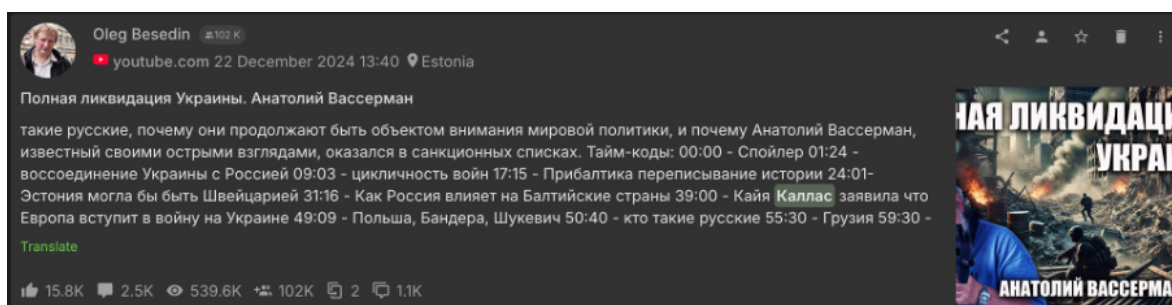 Oleg Besedin 102 K
youtube.com 22 December 2024 13:40 Estonia
Полная ликвидация Украины. Анатолий Вассерман
такие русские, почему они продолжают быть объектом внимания мировой политики, и почему Анатолий Вассерман,
известный своими острыми взглядами, оказался в санкционных списках. Тайм-коды: 00:00 - Спойлер 01:24 -
воссоединение Украины с Россией 09:03 - цикличность войн 17:15 - Прибалтика переписывание истории 24:01-
Эстония могла бы быть Швейцарией 31:16 - Как Россия влияет на Балтийские страны 39:00 - Кайя Каллас заявила что
Европа вступит в войну на Украине 49:09 - Польша, Бандера, Шукевич 50:40 - кто такие русские 55:30 - Грузия 59:30 -
Translate
15.8K 2.5K 539.6K 102K 2 1.1K
НАЯ ЛИКВИДАЦИ
УКРАИ
АНАТОЛИЙ ВАССЕРМА